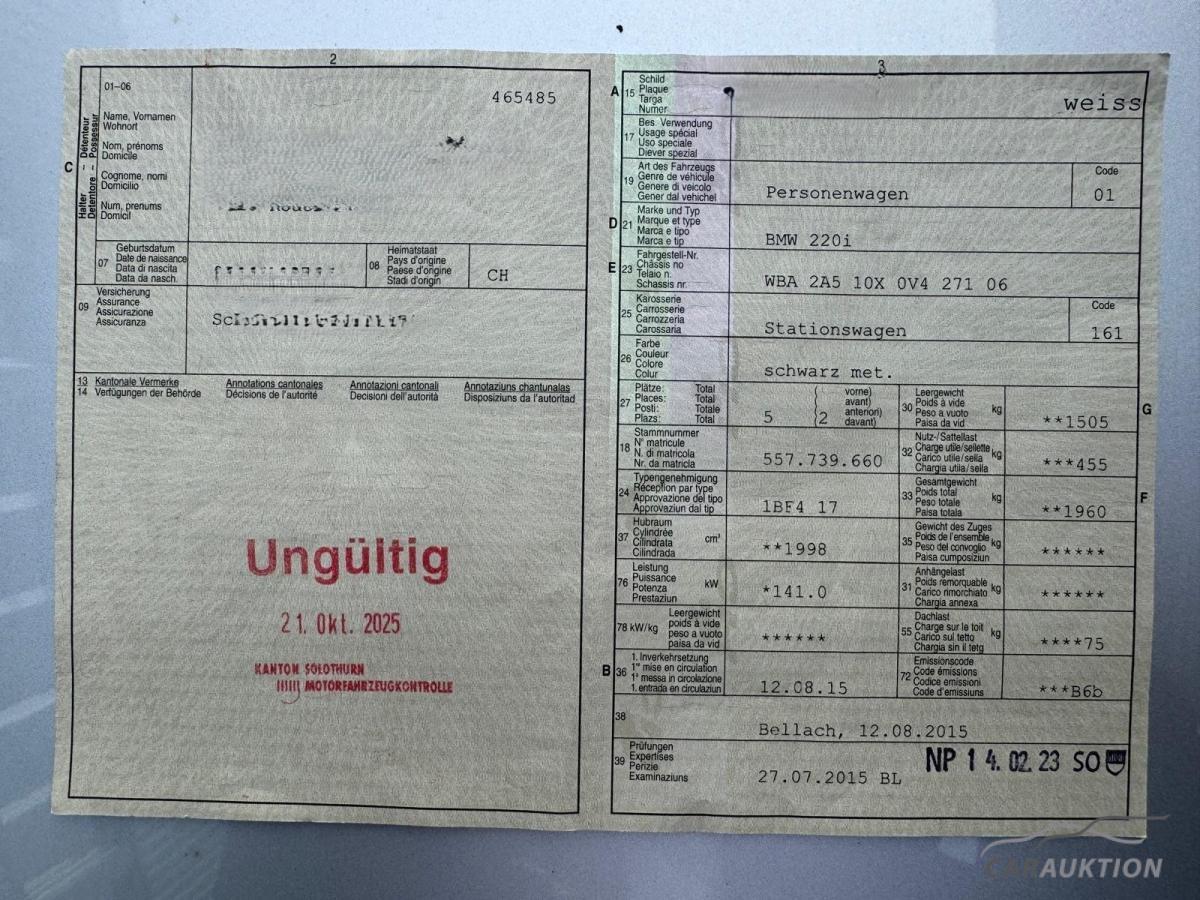 2
01–06
465485
Halter – Détenteur
Detentore – Possessur
C
Name, Vornamen
Wohnort
Nom, prénoms
Domicile
Cognome, nomi
Domicilio
Num, prenums
Domicil
07
Geburtsdatum
Date de naissance
Data di nascita
Data da nasch.
08
Heimatstaat
Pays d'origine
Paese d'origine
Stadi d'origin
CH
09
Versicherung
Assurance
Assicurazione
Assicuranza
13 Kantonale Vermerke Annotations cantonales Annotazioni cantonali Annotaziuns chantunalas
14 Verfügungen der Behörde Décisions de l'autorité Decisioni dell'autorità Disposiziuns da l'autoritad
Ungültig
21. Okt. 2025
KANTON SOLOTHURN
MOTORFAHRZEUGKONTROLLE
3
A 15
Schild
Plaque
Targa
Numer
weiss
17
Bes. Verwendung
Usage spécial
Uso speciale
Diever spezial
19
Art des Fahrzeugs
Genre de véhicule
Genere di veicolo
Gener dal vehichel
Personenwagen
Code
01
D 21
Marke und Typ
Marque et type
Marca e tipo
Marca e tip
BMW 220i
E 23
Fahrgestell-Nr.
Châssis no
Telaio n.
Schassis nr.
WBA 2A5 10X 0V4 271 06
25
Karosserie
Carrosserie
Carrozzeria
Carossaria
Stationswagen
Code
161
26
Farbe
Couleur
Colore
Colur
schwarz met.
27
Plätze: Total
Places: Total
Posti: Totale
Plazs: Total
5 2
vorne)
avant)
anteriori)
davant)
30
Leergewicht
Poids à vide
Peso a vuoto
Paisa da vid
kg
**1505
G
18
Stammnummer
N° matricule
N. di matricola
Nr. da matricla
557.739.660
32
Nutz-/Sattellast
Charge utile/sellette
Carico utile/sella
Chargia utila/sella
kg
***455
24
Typengenehmigung
Réception par type
Approvazione del tipo
Approvaziun dal tip
1BF4 17
33
Gesamtgewicht
Poids total
Peso totale
Paisa totala
kg
**1960
F
37
Hubraum
Cylindrée
Cilindrata
Cilindrada
cm³
**1998
35
Gewicht des Zuges
Poids de l'ensemble
Peso del convoglio
Paisa cumposiziun
kg
******
76
Leistung
Puissance
Potenza
Prestaziun
kW
*141.0
31
Anhängelast
Poids remorquable
Carico rimorchiato
Chargia annexa
kg
******
78 kW/kg
Leergewicht
poids à vide
peso a vuoto
paisa da vid
******
55
Dachlast
Charge sur le toit
Carico sul tetto
Chargia sin il tetg
kg
****75
B 36
1. Inverkehrsetzung
1re mise en circulation
1a messa in circolazione
1. entrada en circulaziun
12.08.15
72
Emissionscode
Code émissions
Codice emissioni
Code d'emissiuns
***B6b
38
Bellach, 12.08.2015
39
Prüfungen
Expertises
Perizie
Examinaziuns
27.07.2015 BL
NP 1 4. 02. 23 SO
CARAUKTION